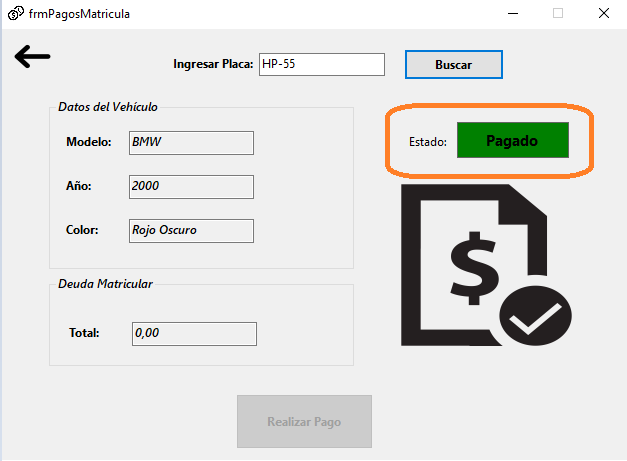 frmPagosMatricula
Ingresar Placa: HP-55 Buscar
Datos del Vehículo
Modelo: BMW
Año: 2000
Color: Rojo Oscuro
Estado: Pagado
$
Deuda Matricular
Total: 0,00
Realizar Pago